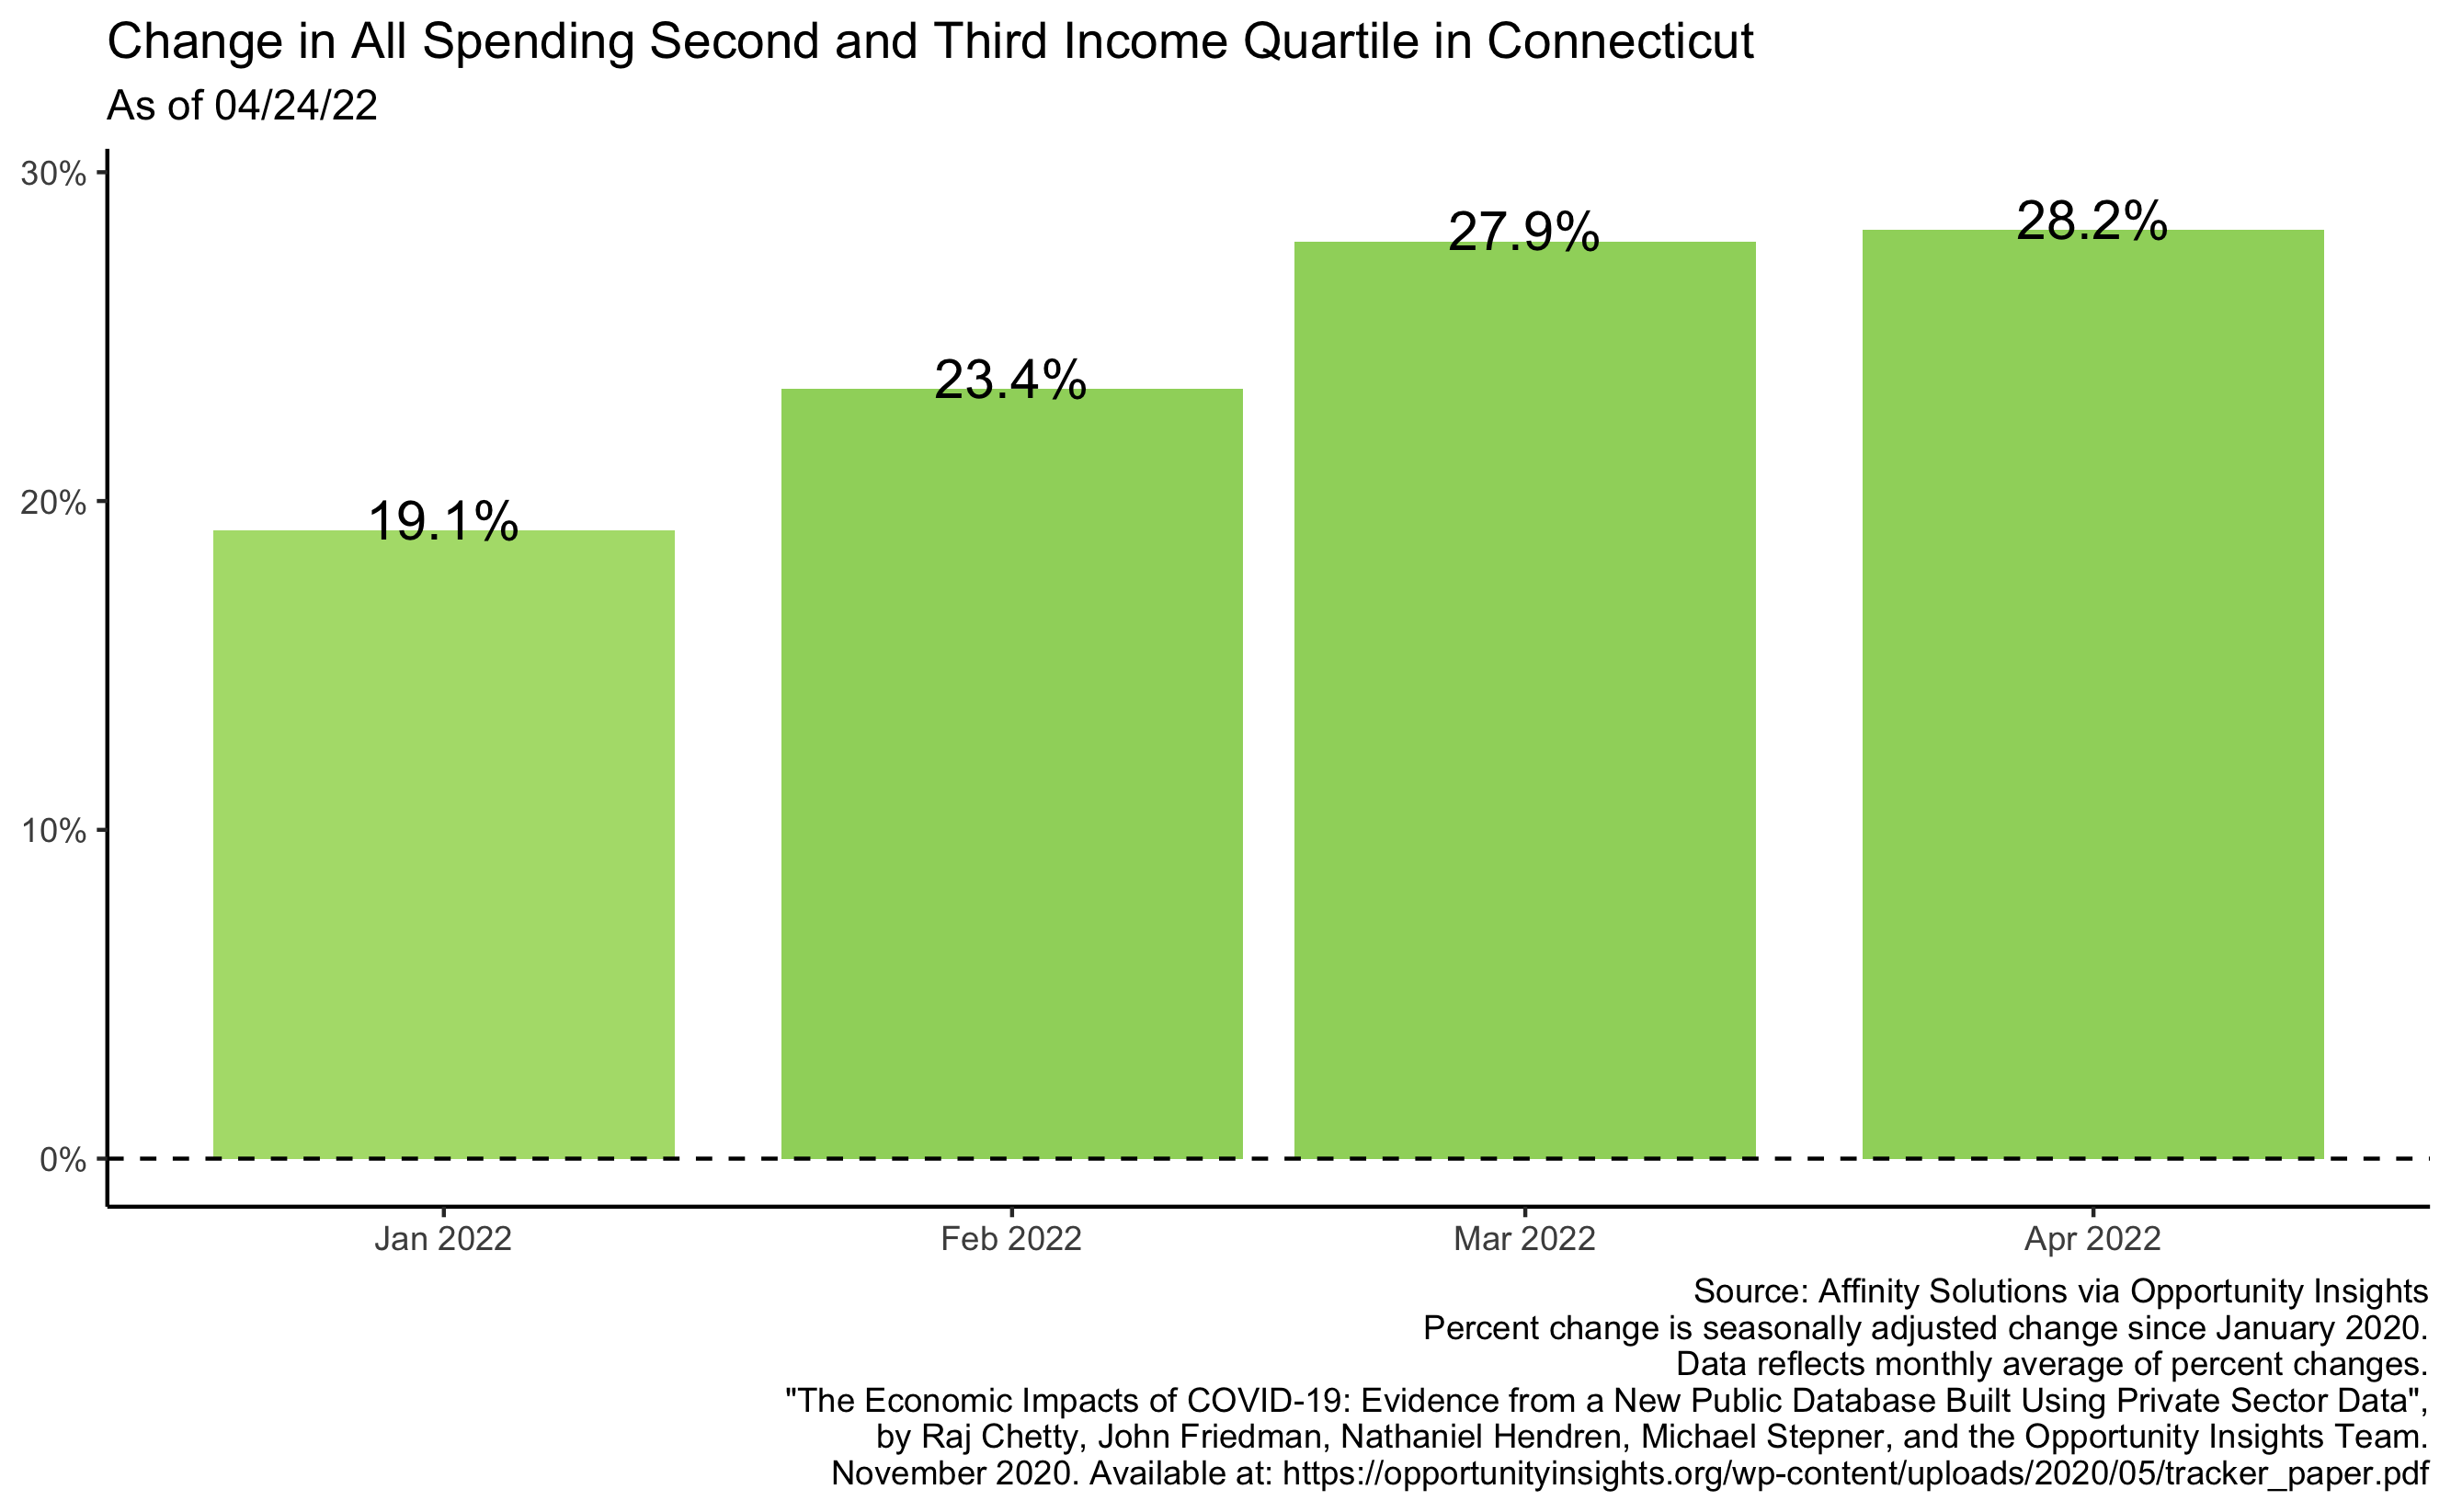 Change in All Spending Second and Third Income Quartile in Connecticut
As of 04/24/22
30%
20%
10%
0%
19.1%
23.4%
27.9%
28.2%
Jan 2022
Feb 2022
Mar 2022
Apr 2022
Source: Affinity Solutions via Opportunity Insights
Percent change is seasonally adjusted change since January 2020.
Data reflects monthly average of percent changes.
"The Economic Impacts of COVID-19: Evidence from a New Public Database Built Using Private Sector Data",
by Raj Chetty, John Friedman, Nathaniel Hendren, Michael Stepner, and the Opportunity Insights Team.
November 2020. Available at: https://opportunityinsights.org/wp-content/uploads/2020/05/tracker_paper.pdf